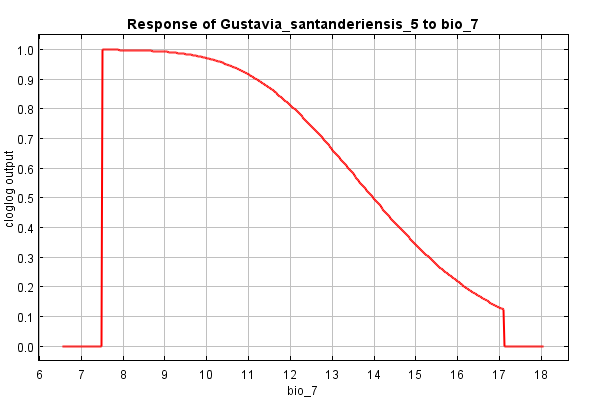 Response of Gustavia_santanderiensis_5 to bio_7
cloglog output
1.0
0.9
0.8
0.7
0.6
0.5
0.4
0.3
0.2
0.1
0.0
6 7 8 9 10 11 12 13 14 15 16 17 18
bio_7